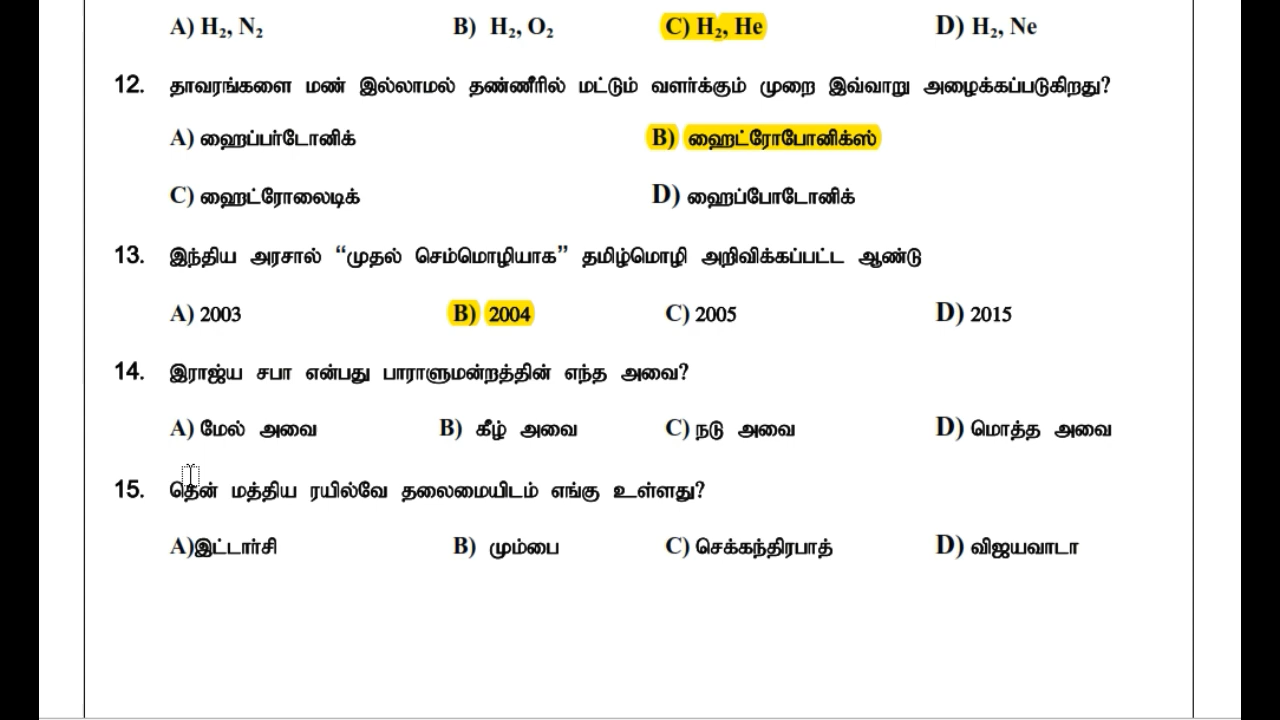 A) H₂, N₂ B) H₂, O₂ C) H₂, He D) H₂, Ne
12. தாவரங்களை மண் இல்லாமல் தண்ணீரில் மட்டும் வளர்க்கும் முறை இவ்வாறு அழைக்கப்படுகிறது?
A) ஹைப்பர்டோனிக் B) ஹைட்ரோபோனிக்ஸ்
C) ஹைட்ரோலைடிக் D) ஹைப்போடோனிக்
13. இந்திய அரசால் “முதல் செம்மொழியாக” தமிழ்மொழி அறிவிக்கப்பட்ட ஆண்டு
A) 2003 B) 2004 C) 2005 D) 2015
14. இராஜ்ய சபா என்பது பாராளுமன்றத்தின் எந்த அவை?
A) மேல் அவை B) கீழ் அவை C) நடு அவை D) மொத்த அவை
15. தென் மத்திய ரயில்வே தலைமையிடம் எங்கு உள்ளது?
A)இட்டார்சி B) மும்பை C) செக்கந்திரபாத் D) விஜயவாடா